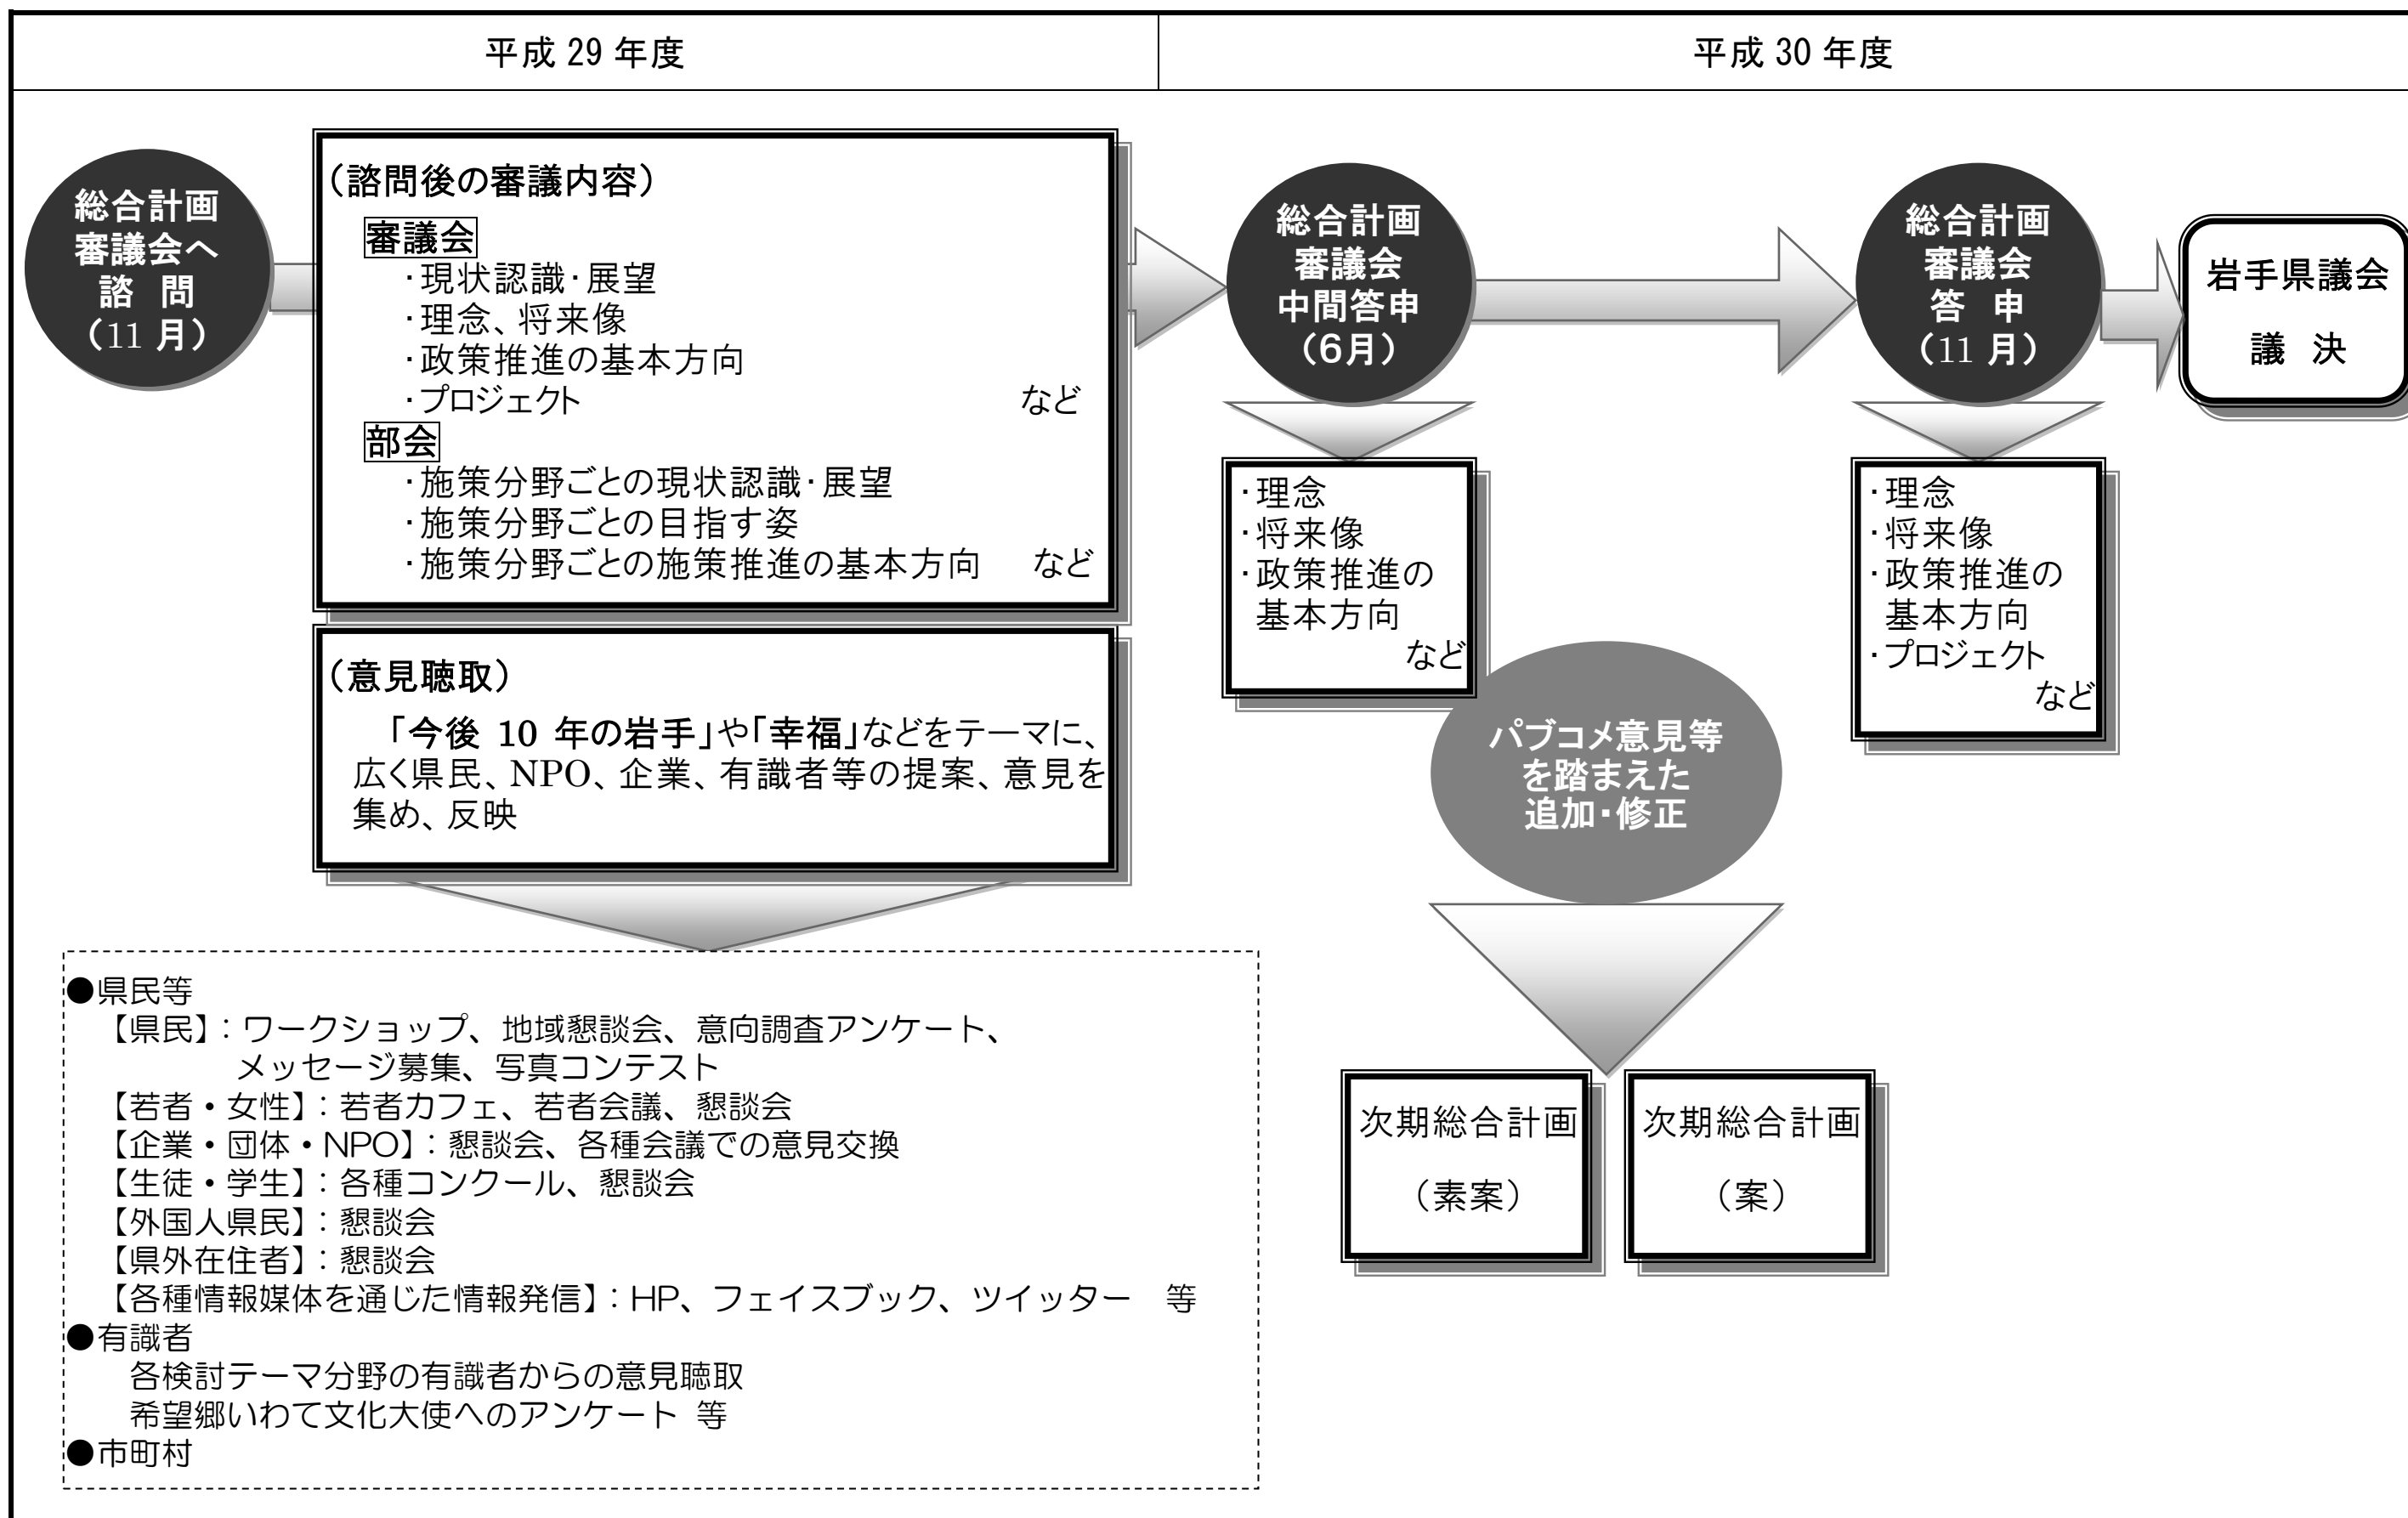 平成 29 年度
平成 30 年度
総合計画
審議会へ
諮 問
（11 月）
（諮問後の審議内容）
審議会
・現状認識・展望
・理念、将来像
・政策推進の基本方向
・プロジェクト など
部会
・施策分野ごとの現状認識・展望
・施策分野ごとの目指す姿
・施策分野ごとの施策推進の基本方向 など
（意見聴取）
「今後 10 年の岩手」や「幸福」などをテーマに、
広く県民、NPO、企業、有識者等の提案、意見を
集め、反映
●県民等
【県民】：ワークショップ、地域懇談会、意向調査アンケート、
メッセージ募集、写真コンテスト
【若者・女性】：若者カフェ、若者会議、懇談会
【企業・団体・NPO】：懇談会、各種会議での意見交換
【生徒・学生】：各種コンクール、懇談会
【外国人県民】：懇談会
【県外在住者】：懇談会
【各種情報媒体を通じた情報発信】：HP、フェイスブック、ツイッター 等
●有識者
各検討テーマ分野の有識者からの意見聴取
希望郷いわて文化大使へのアンケート 等
●市町村
総合計画
審議会
中間答申
（6月）
・理念
・将来像
・政策推進の
基本方向
など
パブコメ意見等
を踏まえた
追加・修正
次期総合計画
（素案）
次期総合計画
（案）
総合計画
審議会
答 申
（11 月）
・理念
・将来像
・政策推進の
基本方向
・プロジェクト
など
岩手県議会
議 決